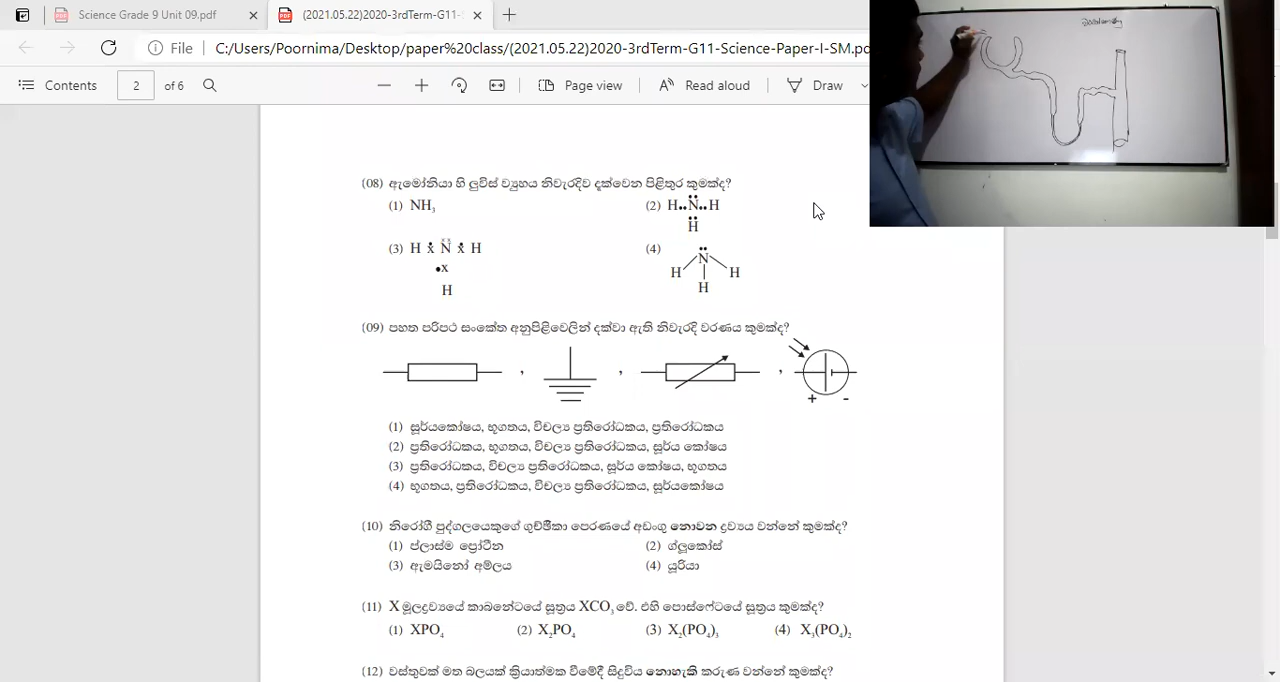 Science Grade 9 Unit 09.pdf
(2021.05.22)2020-3rdTerm-G11-S
File
C:/Users/Poornima/Desktop/paper%20class/(2021.05.22)2020-3rdTerm-G11-Science-Paper-I-SM.pd
Contents
2 of 6
Page view
Read aloud
Draw
(08) ඇමෝනියා හි ලුවිස් ව්‍යුහය නිවැරදිව දක්වෙන පිළිතුර කුමක්ද?
(1) NH₃
(2) H••N̈••H
••
H
(3) H ẋ N ẋ H
•x
H
(4) ••
N
H H
H
(09) පහත පරිපථ සංකේත අනුපිළිවෙලින් දක්වා ඇති නිවැරදි වරණය කුමක්ද?
, , ,
+ -
(1) සූර්යකෝෂය, භූගතය, විචල්‍ය ප්‍රතිරෝධකය, ප්‍රතිරෝධකය
(2) ප්‍රතිරෝධකය, භූගතය, විචල්‍ය ප්‍රතිරෝධකය, සූර්ය කෝෂය
(3) ප්‍රතිරෝධකය, විචල්‍ය ප්‍රතිරෝධකය, සූර්ය කෝෂය, භූගතය
(4) භූගතය, ප්‍රතිරෝධකය, විචල්‍ය ප්‍රතිරෝධකය, සූර්යකෝෂය
(10) නිරෝගී පුද්ගලයෙකුගේ ගුච්ඡිකා පෙරණයේ අඩංගු නොවන ද්‍රව්‍යය වන්නේ කුමක්ද?
(1) ප්ලාස්ම ප්‍රෝටීන
(2) ග්ලූකෝස්
(3) ඇමයිනෝ අම්ලය
(4) යූරියා
(11) X මූලද්‍රව්‍යයේ කාබනේටයේ සූත්‍රය XCO₃ වේ. එහි පොස්ෆේටයේ සූත්‍රය කුමක්ද?
(1) XPO₄
(2) X₂PO₄
(3) X₂(PO₄)₃
(4) X₃(PO₄)₂
(12) වස්තුවක් මත බලයක් ක්‍රියාත්මක වීමේදී සිදුවිය නොහැකි කරුණ වන්නේ කුමක්ද?